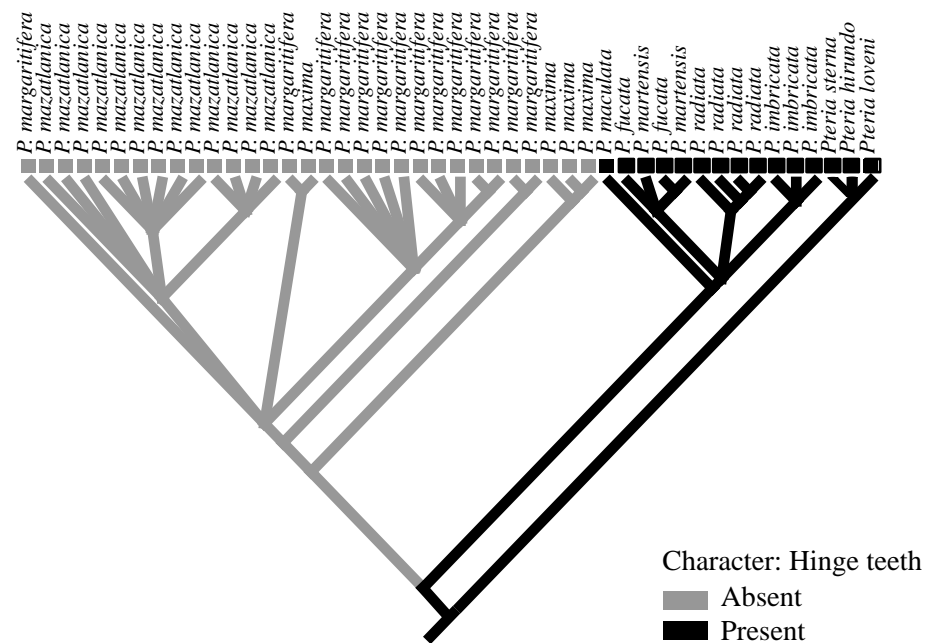 P. margaritifera
P. mazatlanica
P. mazatlanica
P. mazatlanica
P. mazatlanica
P. mazatlanica
P. mazatlanica
P. mazatlanica
P. mazatlanica
P. mazatlanica
P. mazatlanica
P. mazatlanica
P. mazatlanica
P. mazatlanica
P. margaritifera
P. maxima
P. margaritifera
P. margaritifera
P. margaritifera
P. margaritifera
P. margaritifera
P. margaritifera
P. margaritifera
P. margaritifera
P. margaritifera
P. margaritifera
P. margaritifera
P. margaritifera
P. maxima
P. maxima
P. maxima
P. maculata
P. fucata
P. martensis
P. fucata
P. martensis
P. radiata
P. radiata
P. radiata
P. radiata
P. imbricata
P. imbricata
P. imbricata
Pteria sterna
Pteria hirundo
Pteria loveni
Character: Hinge teeth
Absent
Present